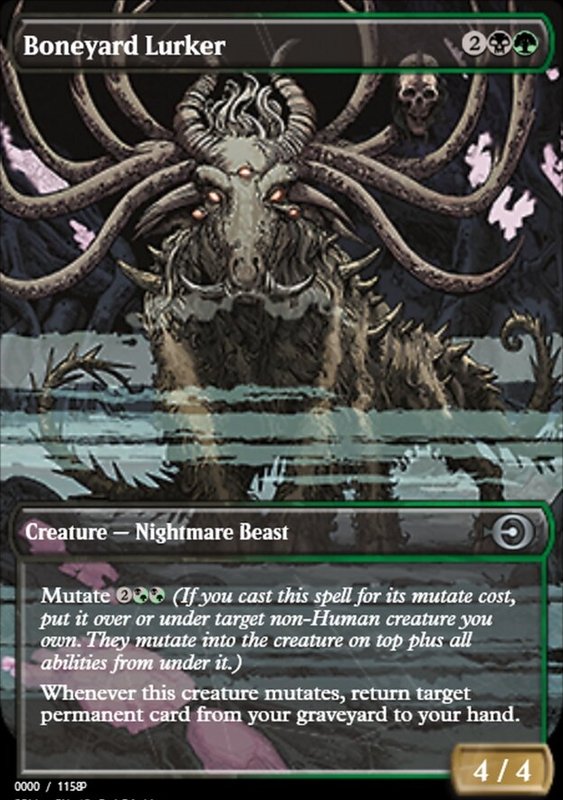 Boneyard Lurker 2
Creature — Nightmare Beast
Mutate 2 (If you cast this spell for its mutate cost,
put it over or under target non-Human creature you
own. They mutate into the creature on top plus all
abilities from under it.)
Whenever this creature mutates, return target
permanent card from your graveyard to your hand.
4 / 4
0000 / 1158P